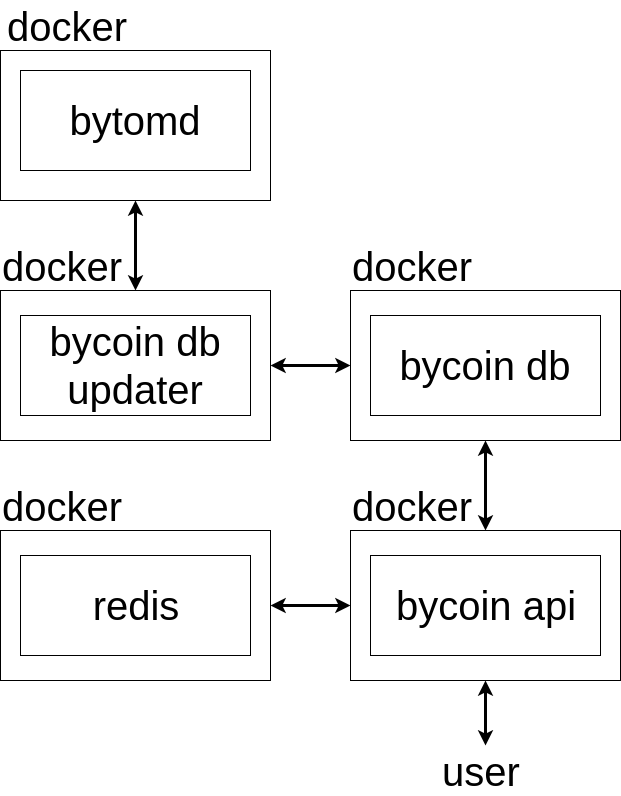 docker
bytomd
docker
docker
bycoin db
updater
bycoin db
docker
docker
redis
bycoin api
user